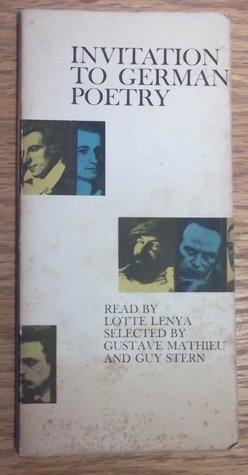 INVITATION
TO GERMAN
POETRY
READ BY
LOTTE LENYA
SELECTED BY
GUSTAVE MATHIEU
AND GUY STERN